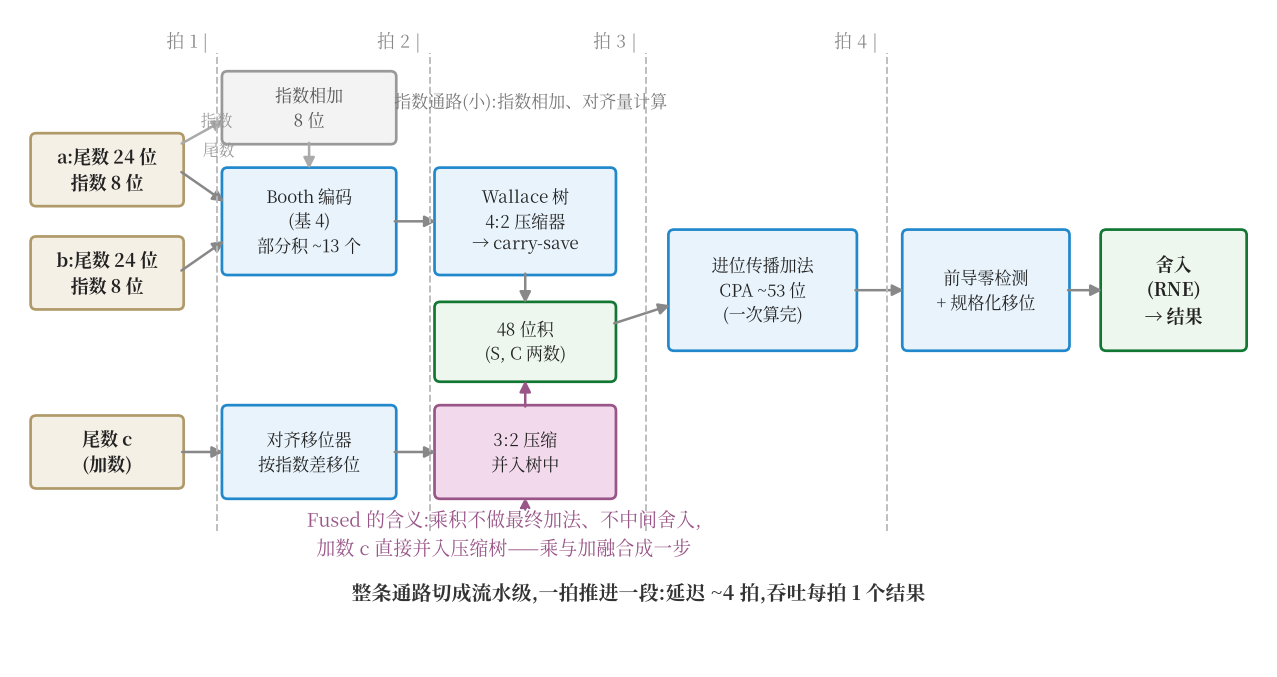 拍 1 |
拍 2 |
拍 3 |
拍 4 |
指数相加
8 位
指数通路(小):指数相加、对齐量计算
指数
尾数
a:尾数 24 位
指数 8 位
b:尾数 24 位
指数 8 位
Booth 编码
(基 4)
部分积 ~13 个
Wallace 树
4:2 压缩器
→ carry-save
48 位积
(S, C 两数)
进位传播加法
CPA ~53 位
(一次算完)
前导零检测
+ 规格化移位
舍入
(RNE)
→ 结果
尾数 c
(加数)
对齐移位器
按指数差移位
3:2 压缩
并入树中
Fused 的含义:乘积不做最终加法、不中间舍入,
加数 c 直接并入压缩树——乘与加融合成一步
整条通路切成流水级,一拍推进一段:延迟 ~4 拍,吞吐每拍 1 个结果